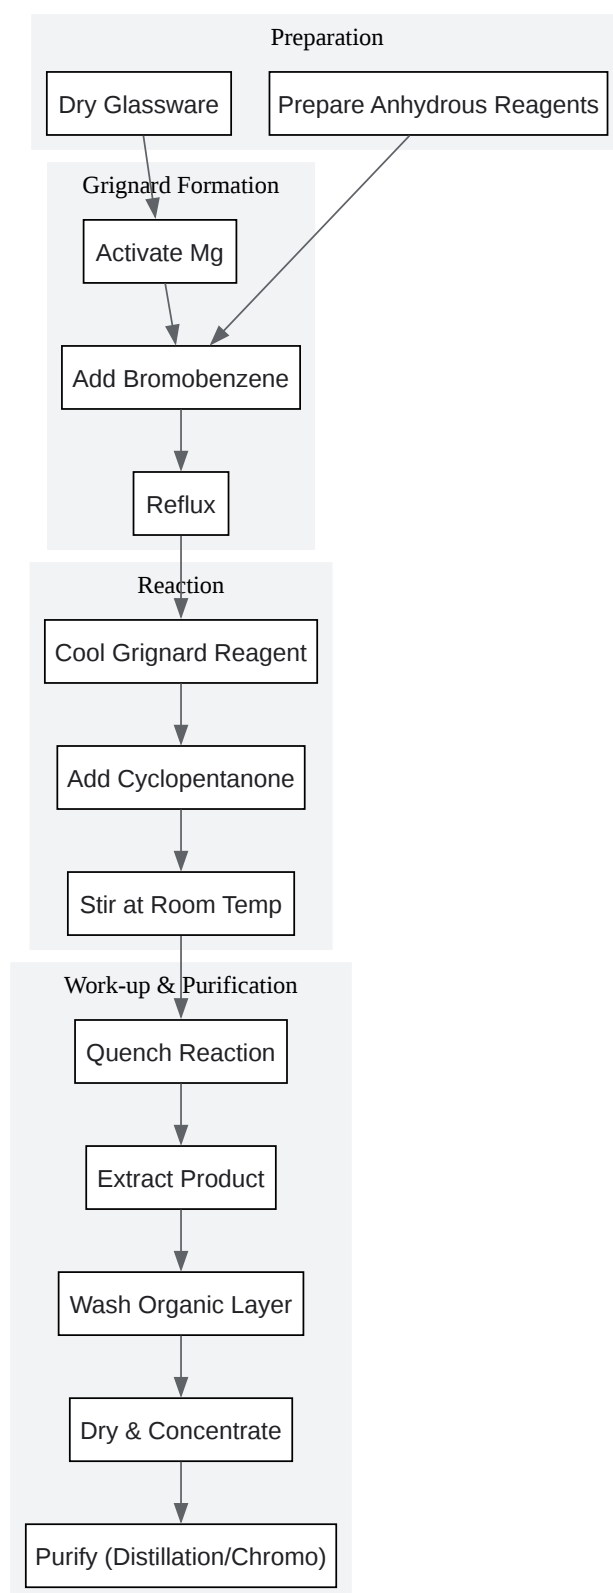 Preparation
Dry Glassware
Prepare Anhydrous Reagents
Grignard Formation
Activate Mg
Add Bromobenzene
Reflux
Reaction
Cool Grignard Reagent
Add Cyclopentanone
Stir at Room Temp
Work-up & Purification
Quench Reaction
Extract Product
Wash Organic Layer
Dry & Concentrate
Purify (Distillation/Chromo)